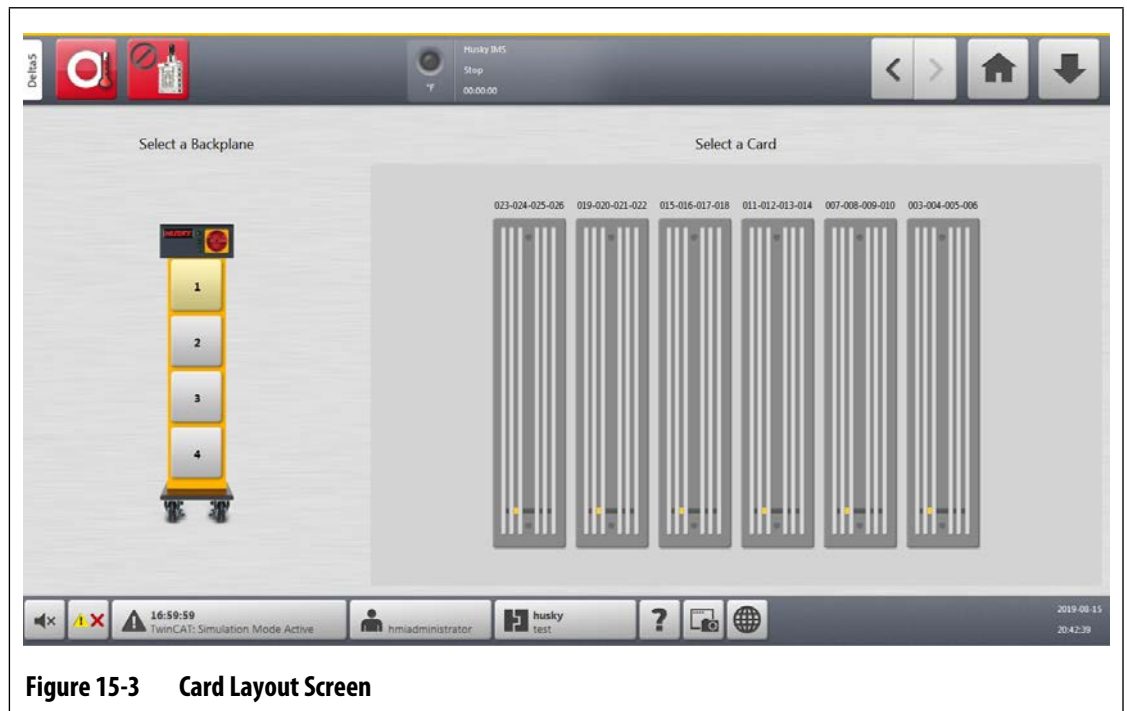 Delta5
Husky IMS
Stop
°F
00:00:00
Select a Backplane
Select a Card
023-024-025-026 019-020-021-022 015-016-017-018 011-012-013-014 007-008-009-010 003-004-005-006
HUSKY
1
2
3
4
16:59:59
TwinCAT: Simulation Mode Active
hmiadministrator
husky
test
?
2019-08-15
20:42:39
Figure 15-3 Card Layout Screen